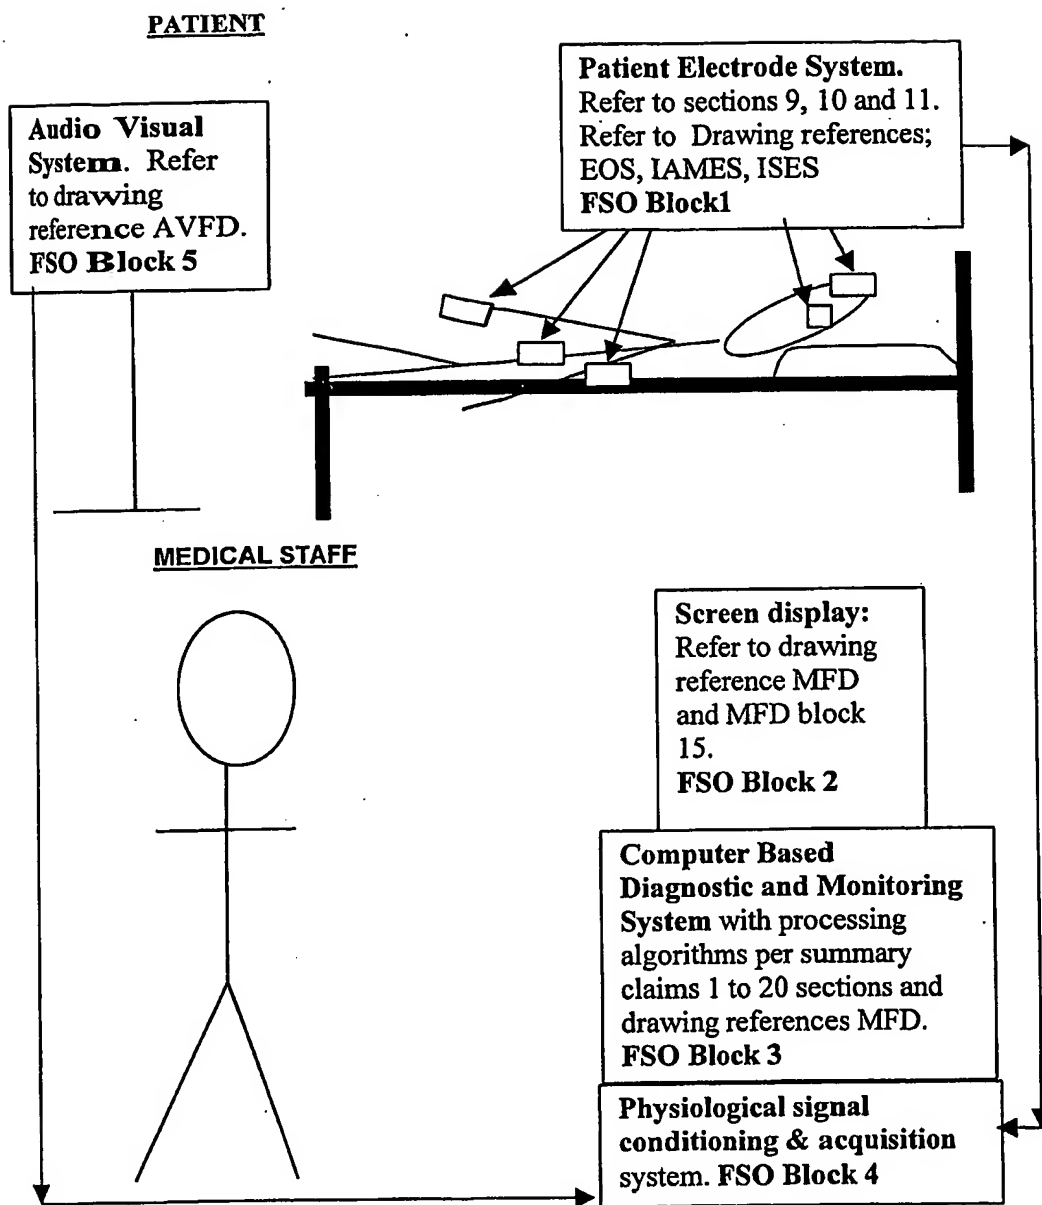 PATIENT
Patient Electrode System.
Refer to sections 9, 10 and 11.
Refer to Drawing references;
EOS, IAMES, ISES
FSO Block1
Audio Visual
System. Refer
to drawing
reference AVFD.
FSO Block 5
MEDICAL STAFF
Screen display:
Refer to drawing
reference MFD
and MFD block
15.
FSO Block 2
Computer Based
Diagnostic and Monitoring
System with processing
algorithms per summary
claims 1 to 20 sections and
drawing references MFD.
FSO Block 3
Physiological signal
conditioning & acquisition
system. FSO Block 4